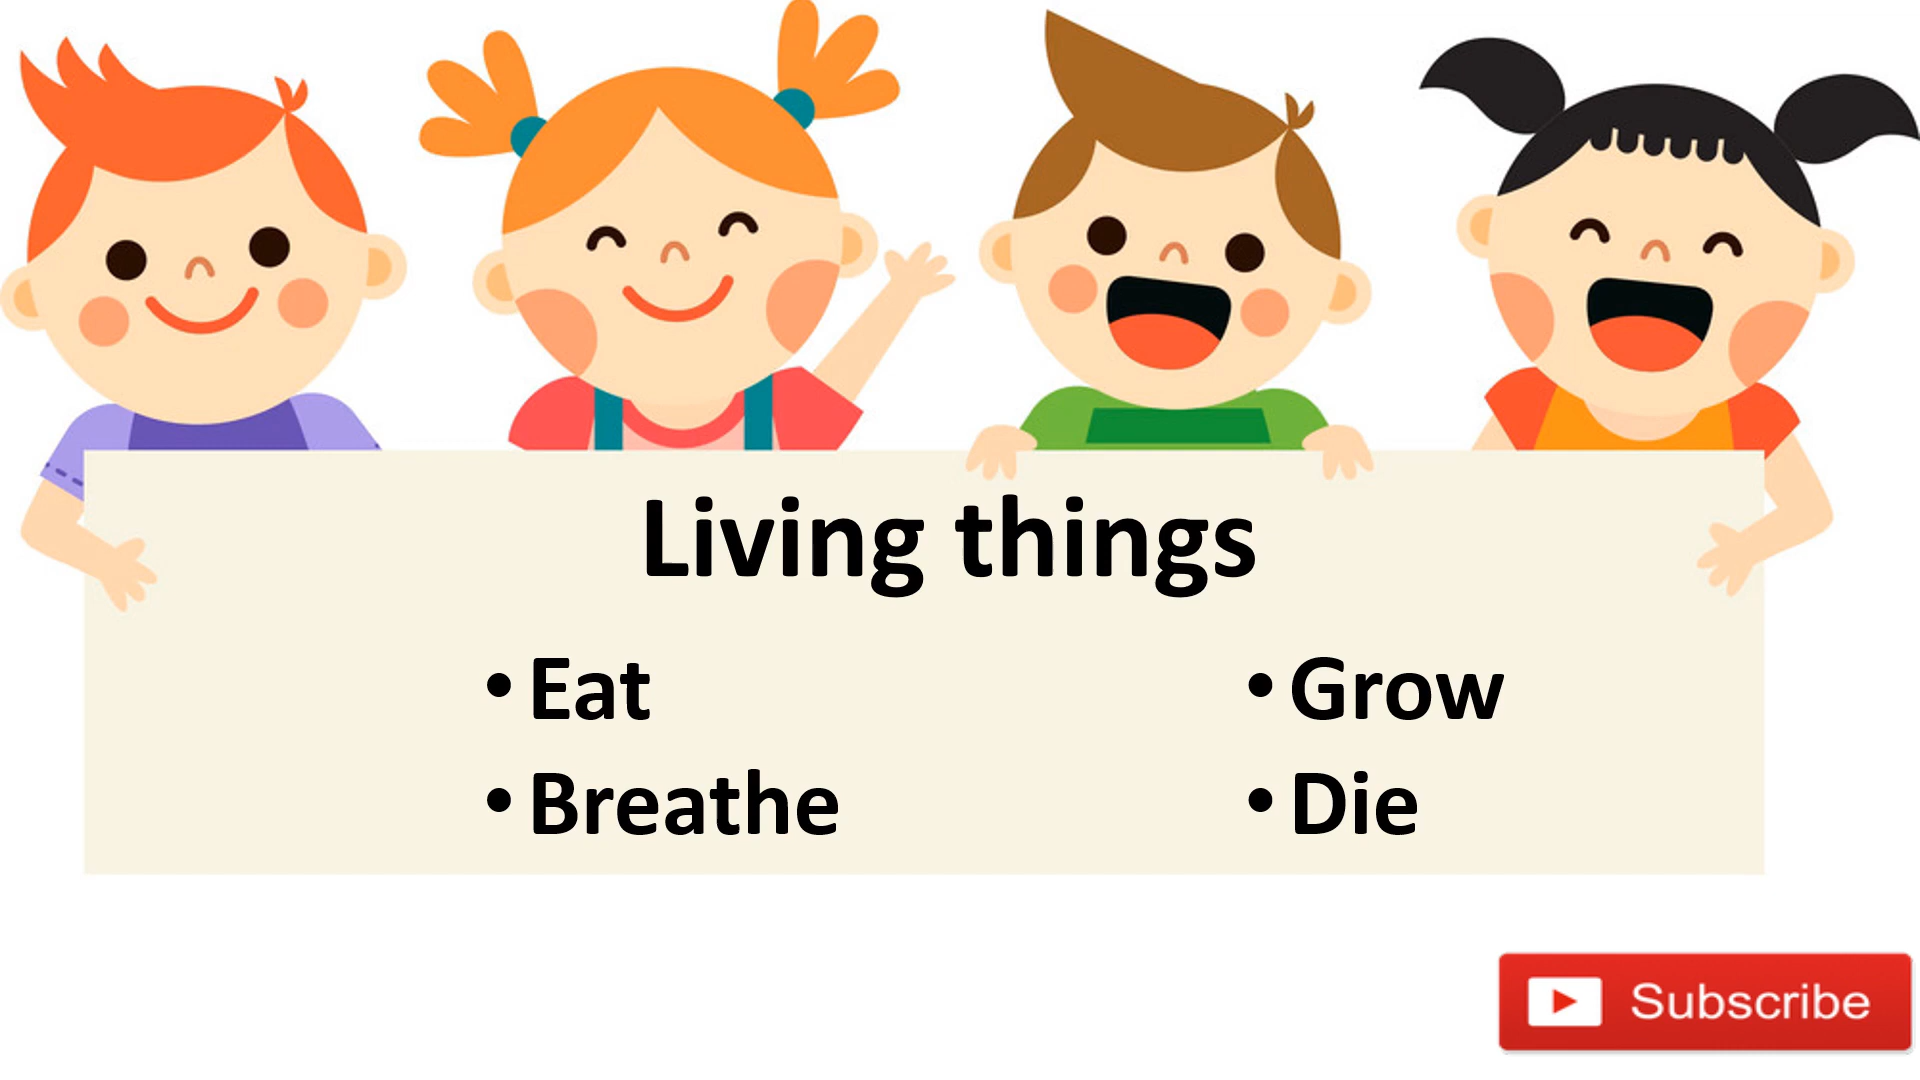 Living things
• Eat
• Breathe
• Grow
• Die
Subscribe